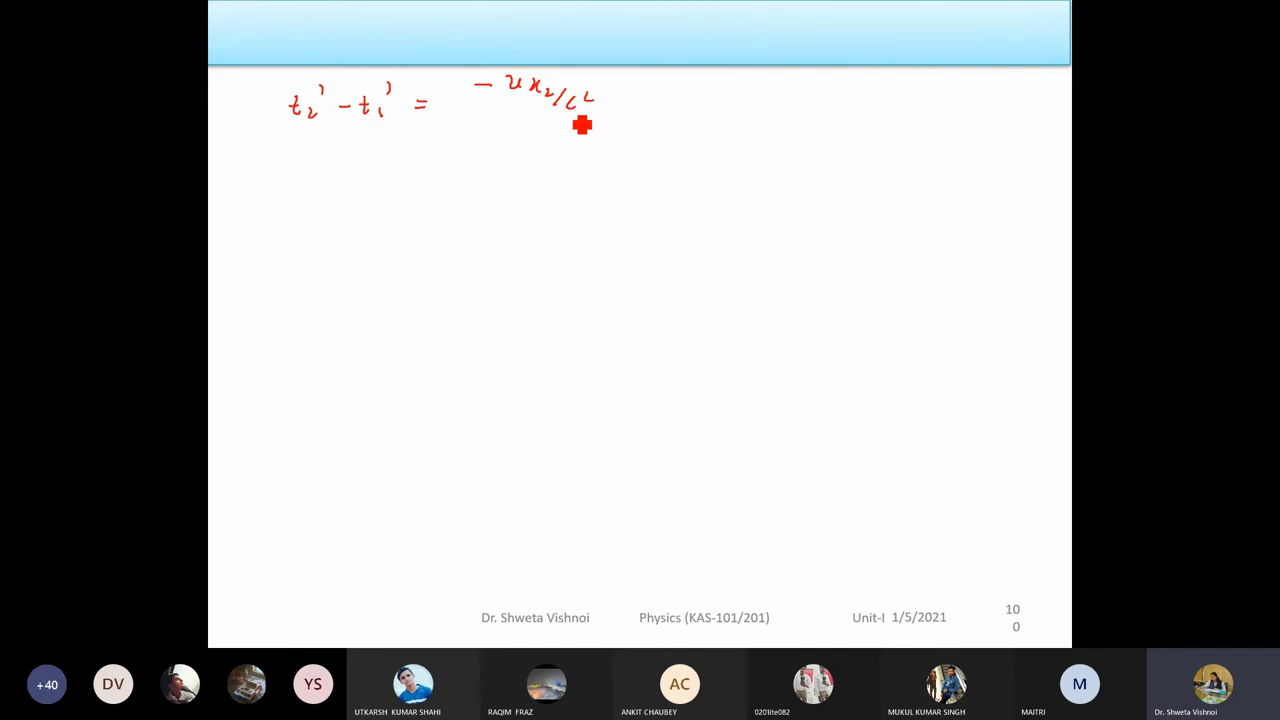 t₂' - t₁' = - vx₂/c²
Dr. Shweta Vishnoi Physics (KAS-101/201) Unit-I 1/5/2021 10
0
+40 DV YS AC M
UTKARSH KUMAR SHAHI RAQIM FRAZ ANKIT CHAUBEY 0201ite082 MUKUL KUMAR SINGH MAITRI Dr. Shweta Vishnoi